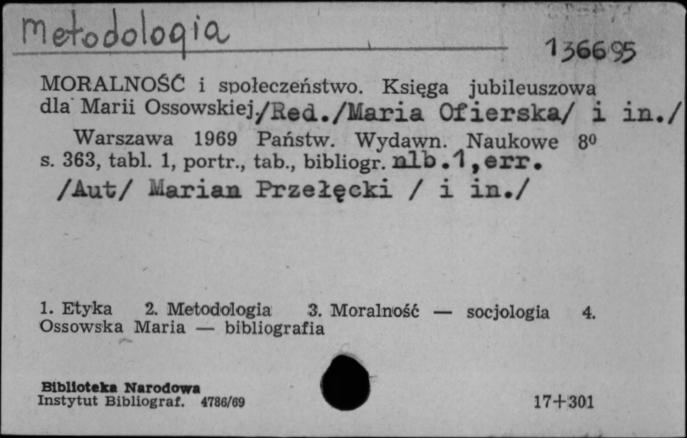 Metodologia
136695
MORALNOŚĆ i społeczeństwo. Księga jubileuszowa
dla Marii Ossowskiej /Red./Maria Ofierska/ i in./
Warszawa 1969 Państw. Wydawn. Naukowe 8⁰
s. 363, tabl. 1, portr., tab., bibliogr. nlb.1, err.
/Aut/ Marian Przełęcki / i in./
1. Etyka 2. Metodologia 3. Moralność — socjologia 4.
Ossowska Maria — bibliografia
Biblioteka Narodowa
Instytut Bibliograf. 4786/69
17+301